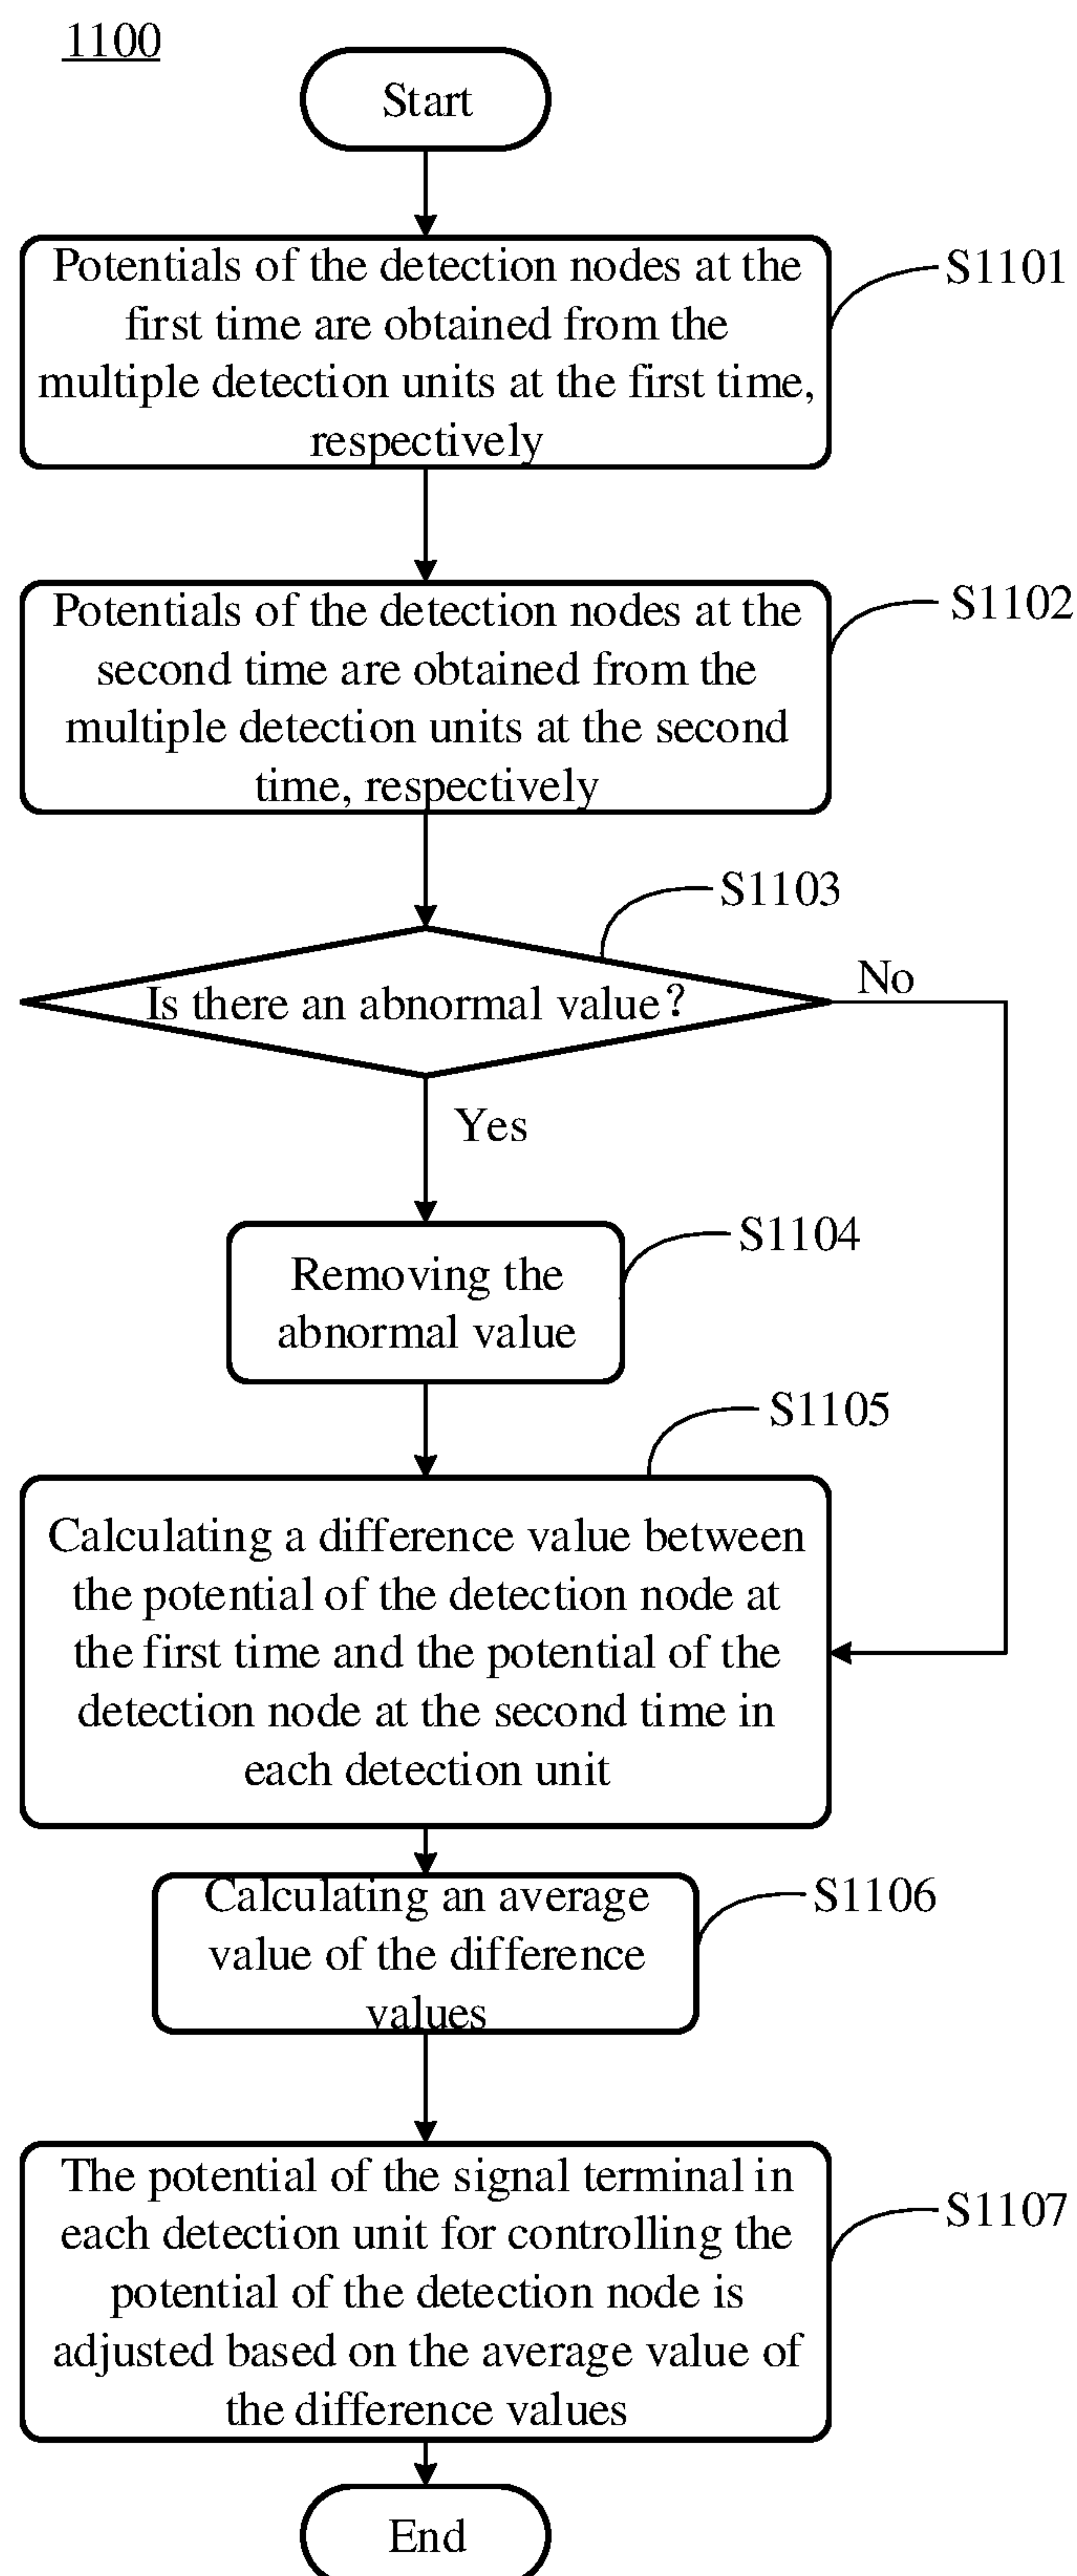 1100
Start
Potentials of the detection nodes at the
first time are obtained from the
multiple detection units at the first time,
respectively
S1101
Potentials of the detection nodes at the
second time are obtained from the
multiple detection units at the second
time, respectively
S1102
S1103
Is there an abnormal value?
No
Yes
Removing the
abnormal value
S1104
S1105
Calculating a difference value between
the potential of the detection node at
the first time and the potential of the
detection node at the second time in
each detection unit
Calculating an average
value of the difference
values
S1106
The potential of the signal terminal in
each detection unit for controlling the
potential of the detection node is
adjusted based on the average value of
the difference values
S1107
End